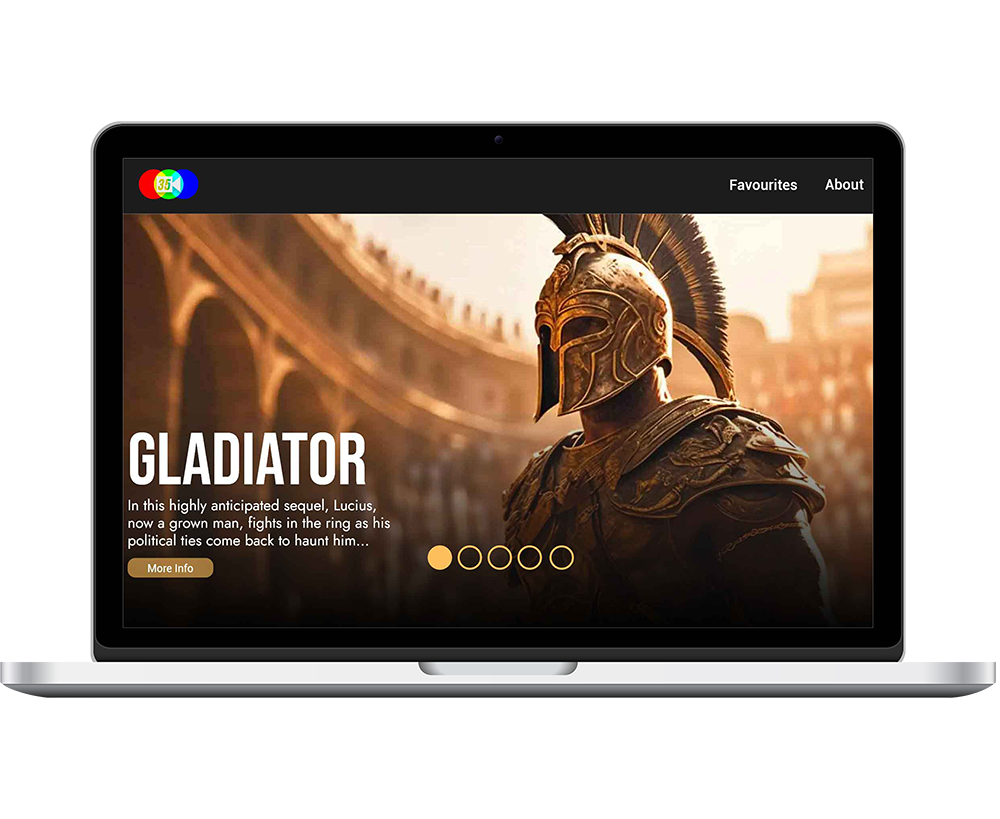 35
Favourites
About
GLADIATOR
In this highly anticipated sequel, Lucius,
now a grown man, fights in the ring as his
political ties come back to haunt him...
More Info